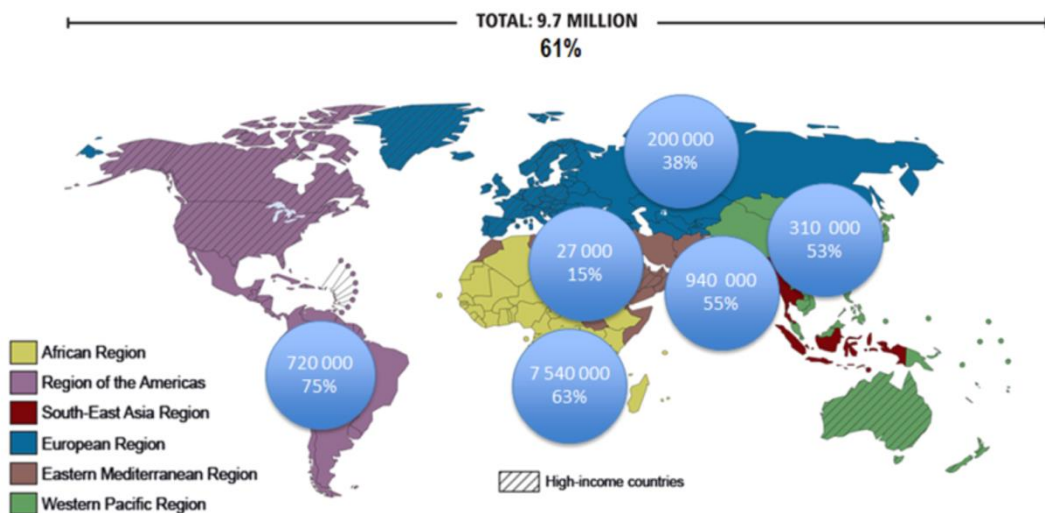 TOTAL: 9.7 MILLION
61%
200 000
38%
310 000
53%
27 000
15%
940 000
55%
720 000
75%
7 540 000
63%
African Region
Region of the Americas
South-East Asia Region
European Region
Eastern Mediterranean Region
Western Pacific Region
High-income countries